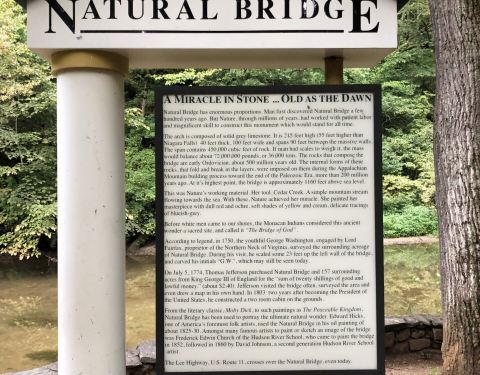 NATURAL BRIDGE
A MIRACLE IN STONE ... OLD AS THE DAWN
Natural Bridge has enormous proportions. Man first discovered Natural Bridge a few
hundred years ago. But Nature, through millions of years, had worked with patient labor
and magnificent skill to construct this monument which would stand for all time.
The arch is composed of solid grey limestone. It is 215 feet high (55 feet higher than
Niagara Falls) 40 feet thick, 100 feet wide and spans 90 feet between the massive walls.
The span contains 450,000 cubic feet of rock. If man had scales to weigh it, the mass
would balance about 72,000,000 pounds, or 36,000 tons. The rocks that compose the
bridge are early Ordovician, about 500 million years old. The internal forms of these
rocks, that fold and break in the layers, were imposed on them during the Appalachian
Mountain building process toward the end of the Paleozoic Era, more than 200 million
years ago. At it's highest point, the bridge is approximately 1160 feet above sea level.
This was Nature's working material. Her tool, Cedar Creek. A simple mountain stream
flowing towards the sea. With these, Nature achieved her miracle. She painted her
masterpiece with dull red and ochre, soft shades of yellow and cream, delicate tracings
of blueish-grey.
Before white men came to our shores, the Monacan Indians considered this ancient
wonder a sacred site, and called it "The Bridge of God".
According to legend, in 1750, the youthful George Washington, engaged by Lord
Fairfax, proprietor of the Northern Neck of Virginia, surveyed the surrounding acreage
of Natural Bridge. During his visit, he scaled some 23 feet up the left wall of the bridge,
and carved his initials "G.W.", which may still be seen today.
On July 5, 1774, Thomas Jefferson purchased Natural Bridge and 157 surrounding
acres from King George III of England for the "sum of twenty shillings of good and
lawful money." (about $2.40). Jefferson visited the bridge often, surveyed the area and
even drew a map in his own hand. In 1803 two years after becoming the President of
the United States, he constructed a two room cabin on the grounds.
From the literary classic, Moby Dick, to such paintings as The Peaceable Kingdom,
Natural Bridge has been used to portray the ultimate natural wonder. Edward Hicks,
one of America's foremost folk artists, used the Natural Bridge in his oil painting of
about 1825-30. Amongst many famous artists to paint or sketch an image of the bridge
was Frederick Edwin Church of the Hudson River School, who came to paint the bridge
in 1852, followed in 1860 by David Johnson, a second generation Hudson River School
artist.
The Lee Highway, U.S. Route 11, crosses over the Natural Bridge, even today.